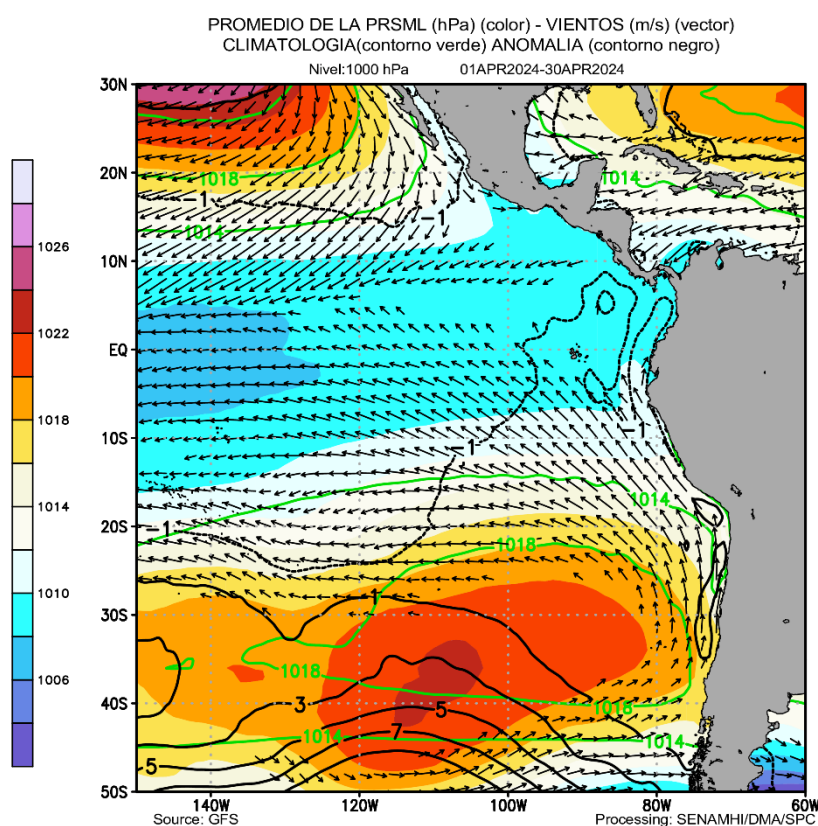 PROMEDIO DE LA PRSML (hPa) (color) - VIENTOS (m/s) (vector)
CLIMATOLOGIA(contorno verde) ANOMALIA (contorno negro)
Nivel:1000 hPa 01APR2024-30APR2024
30N
20N
10N
EQ
10S
20S
30S
40S
50S
140W 120W 100W 80W 60W
1026
1022
1018
1014
1010
1006
1018
1014
1014
-1
-1
-1
-1
-1
1014
1018
1
1018
1018
3
5
7
1014
1014
5
Source: GFS
Processing: SENAMHI/DMA/SPC